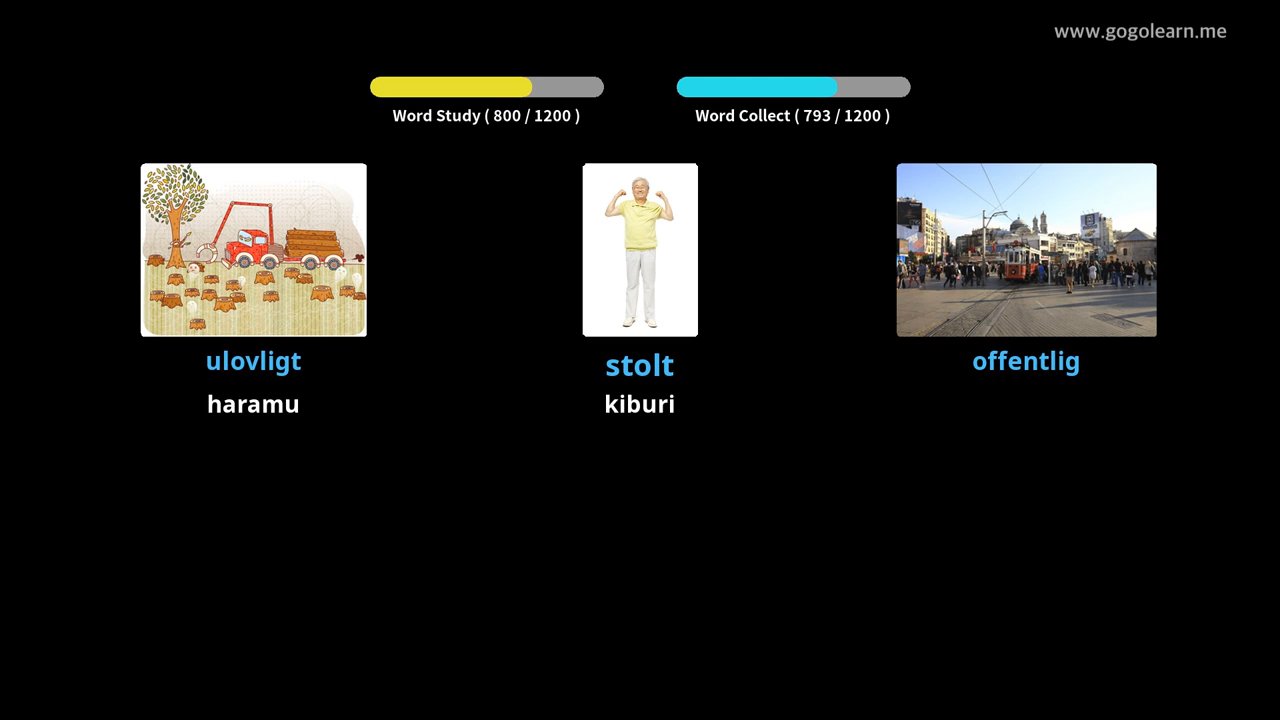 www.gogolearn.me
Word Study ( 800 / 1200 )
Word Collect ( 793 / 1200 )
ulovligt
stolt
offentlig
haramu
kiburi